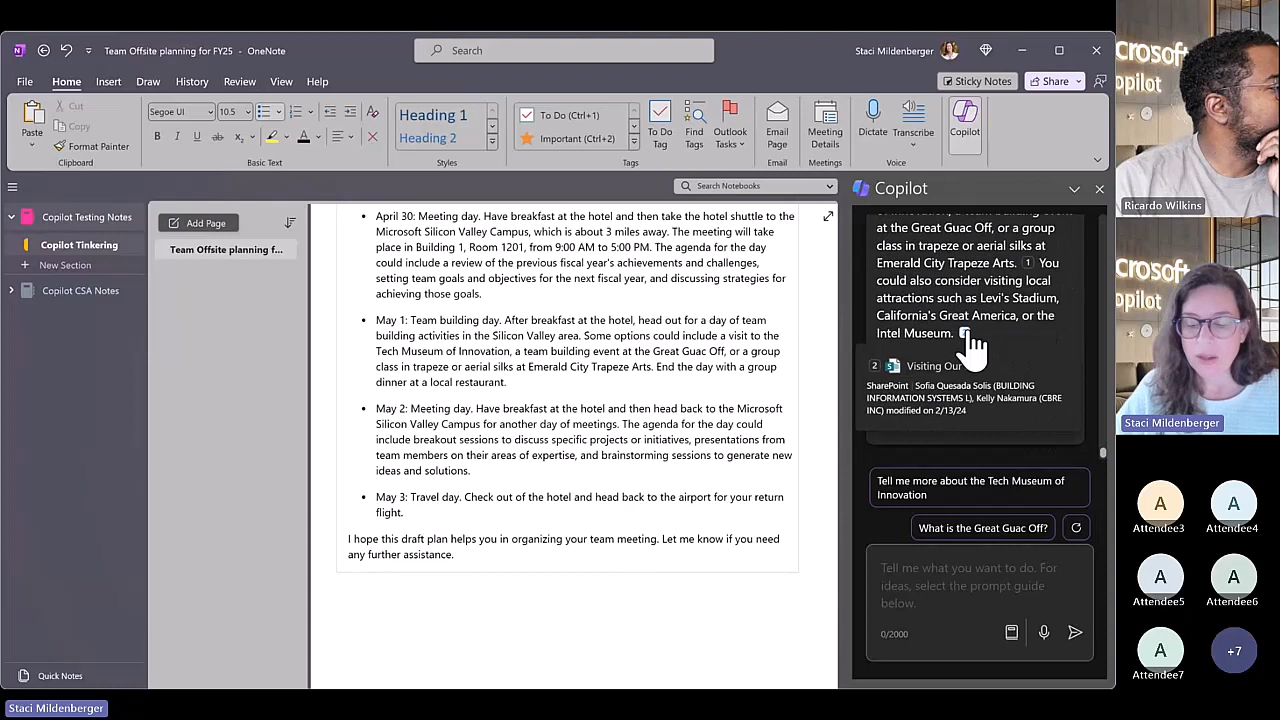 Team Offsite planning for FY25 - OneNote
Search
Staci Mildenberger
File
Home
Insert
Draw
History
Review
View
Help
Sticky Notes
Share
Paste
Cut
Copy
Format Painter
Clipboard
Segoe UI
10.5
B
I
U
ab
Basic Text
Heading 1
Heading 2
Styles
To Do (Ctrl+1)
Important (Ctrl+2)
To Do
Tag
Find
Tags
Outlook
Tasks
Tags
Email
Page
Email
Meeting
Details
Meetings
Dictate
Transcribe
Voice
Copilot
Search Notebooks
Copilot Testing Notes
Copilot Tinkering
New Section
Copilot CSA Notes
Quick Notes
Add Page
Team Offsite planning f...
• April 30: Meeting day. Have breakfast at the hotel and then take the hotel shuttle to the
Microsoft Silicon Valley Campus, which is about 3 miles away. The meeting will take
place in Building 1, Room 1201, from 9:00 AM to 5:00 PM. The agenda for the day
could include a review of the previous fiscal year's achievements and challenges,
setting team goals and objectives for the next fiscal year, and discussing strategies for
achieving those goals.
• May 1: Team building day. After breakfast at the hotel, head out for a day of team
building activities in the Silicon Valley area. Some options could include a visit to the
Tech Museum of Innovation, a team building event at the Great Guac Off, or a group
class in trapeze or aerial silks at Emerald City Trapeze Arts. End the day with a group
dinner at a local restaurant.
• May 2: Meeting day. Have breakfast at the hotel and then head back to the Microsoft
Silicon Valley Campus for another day of meetings. The agenda for the day could
include breakout sessions to discuss specific projects or initiatives, presentations from
team members on their areas of expertise, and brainstorming sessions to generate new
ideas and solutions.
• May 3: Travel day. Check out of the hotel and head back to the airport for your return
flight.
I hope this draft plan helps you in organizing your team meeting. Let me know if you need
any further assistance.
Copilot
at the Great Guac Off, or a group
class in trapeze or aerial silks at
Emerald City Trapeze Arts. 1 You
could also consider visiting local
attractions such as Levi's Stadium,
California's Great America, or the
Intel Museum.
2 Visiting Our
SharePoint | Sofia Quesada Solis (BUILDING
INFORMATION SYSTEMS L), Kelly Nakamura (CBRE
INC) modified on 2/13/24
Tell me more about the Tech Museum of
Innovation
What is the Great Guac Off?
Tell me what you want to do. For
ideas, select the prompt guide
below.
0/2000
crosoft
opilot
Ricardo Wilkins
crosoft
opilot
Staci Mildenberger
A
Attendee3
A
Attendee4
A
Attendee5
A
Attendee6
A
Attendee7
+7
Staci Mildenberger